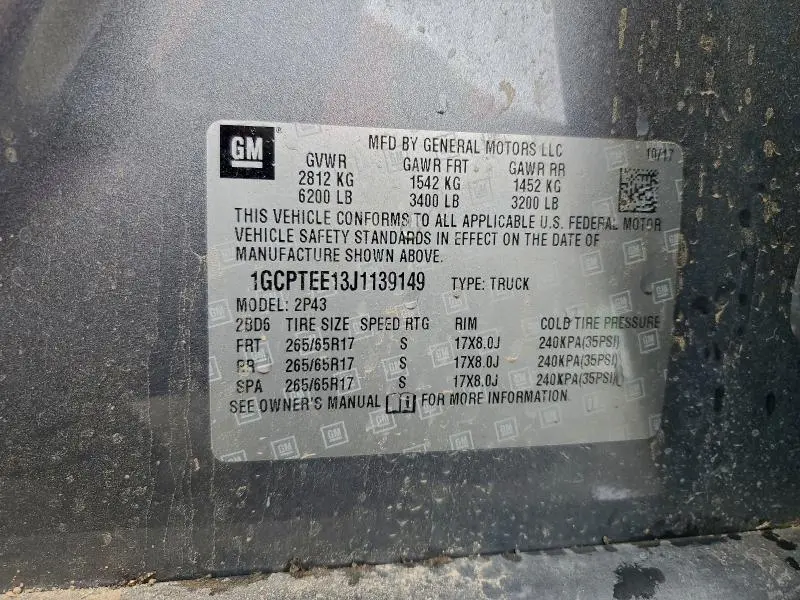 GM
MFD BY GENERAL MOTORS LLC 10/17
GVWR GAWR FRT GAWR RR
2812 KG 1542 KG 1452 KG
6200 LB 3400 LB 3200 LB
THIS VEHICLE CONFORMS TO ALL APPLICABLE U.S. FEDERAL MOTOR
VEHICLE SAFETY STANDARDS IN EFFECT ON THE DATE OF
MANUFACTURE SHOWN ABOVE.
1GCPTEE13J1139149 TYPE: TRUCK
MODEL: 2P43
2BD6 TIRE SIZE SPEED RTG RIM COLD TIRE PRESSURE
FRT 265/65R17 S 17X8.0J 240KPA(35PSI)
RR 265/65R17 S 17X8.0J 240KPA(35PSI)
SPA 265/65R17 S 17X8.0J 240KPA(35PSI)
SEE OWNER'S MANUAL FOR MORE INFORMATION.